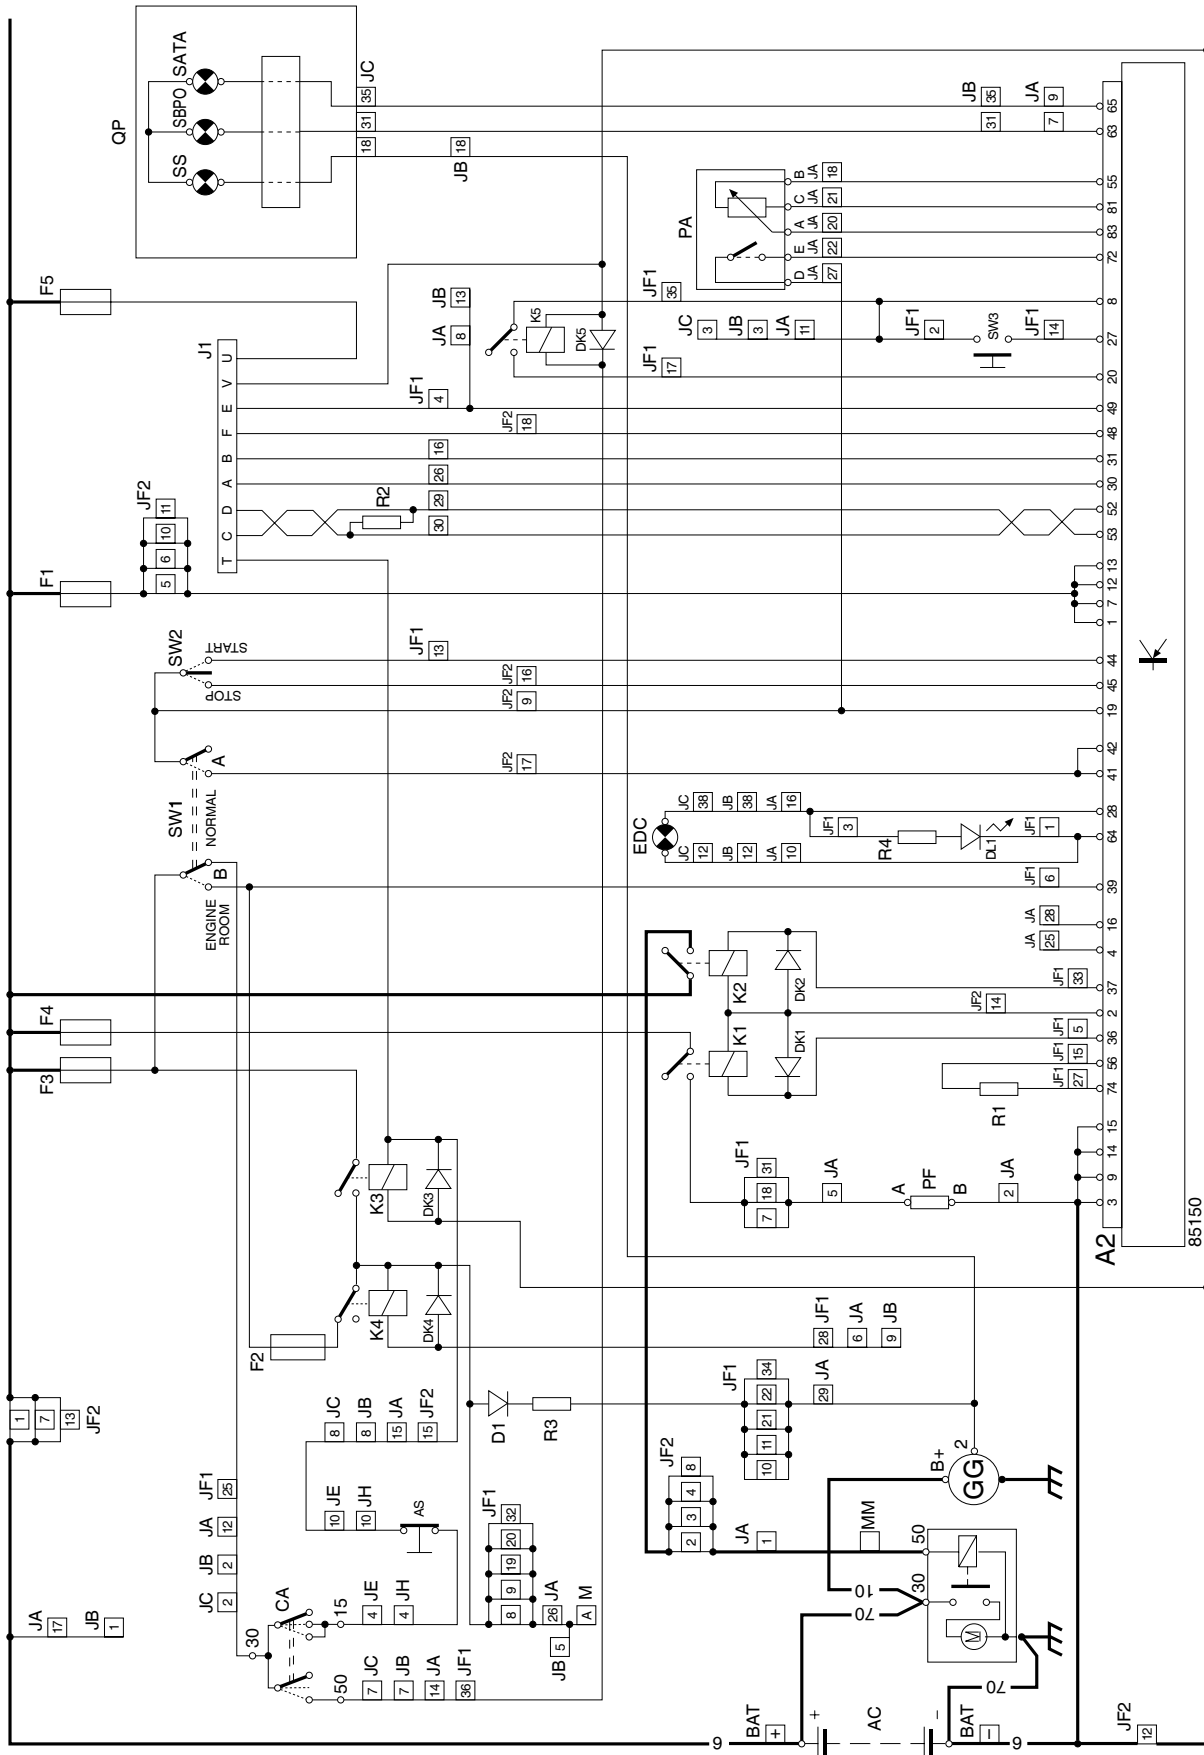 QP
SS
SBPO
SATA
JC
18 31 35
JB
18
JB
31 35
JA
7 9
F5
J1
T C D A B F E V U
F1
JF2
5 6 10 11
R2
30 29 26 16
JF2
18
JF1
4
JA
8
JB
13
K5
DK5
JF1
17
JF1
35
JC
3
JB
3
JA
11
JF1
2
SW3
JF1
14
PA
D E A C B
JA
27
JA
22
JA
20
JA
21
JA
18
SW2
STOP
START
JF1
13
JF2
16
JF2
9
SW1
ENGINE
ROOM
NORMAL
B
A
JF2
17
EDC
JC
12
JB
12
JA
10
JC
38
JB
38
JA
16
JF1
3
R4
DL1
JF1
1
JF1
6
JA
28
JA
25
F4
F3
K1
K2
DK1
DK2
JF1
33
JF2
14
JF1
5
JF1
15
JF1
27
R1
JF1
7 18 31
JA
5
A
PF
B
JA
2
K3
DK3
K4
DK4
F2
JF1
28
JA
6
JB
9
JF2
1
7
13
JC
2
JB
2
JA
12
JF1
25
JC
8
JB
8
JA
15
JF2
15
D1
R3
JE
10
JH
10
AS
JF1
8 9 19 20 32
JA
26
M
A
JB
5
JF1
10 11 21 22 34
JA
29
JF2
2 3 4 8
JA
1
MM
JA
17
JB
1
30
CA
15
50
JE
4
JH
4
JC
7
JB
7
JA
14
JF1
36
B+
2
GG
50
30
M
10
70
70
BAT
+
+
AC
−
BAT
−
9
9
JF2
12
3 9 14 15 74 56 36 2 37 4 16 39 64 28 41 42 19 45 44 1 7 12 13 53 52 30 31 48 49 20 27 8 72 83 81 55 63 65
A2
85150